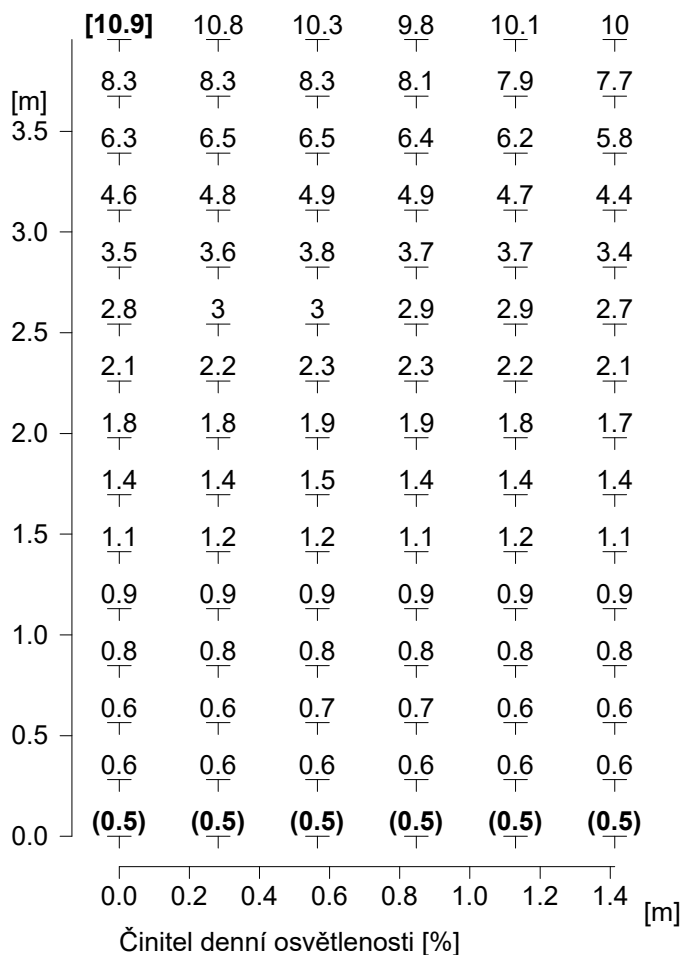 [10.9] 10.8 10.3 9.8 10.1 10
8.3 8.3 8.3 8.1 7.9 7.7
[m]
3.5 6.3 6.5 6.5 6.4 6.2 5.8
4.6 4.8 4.9 4.9 4.7 4.4
3.0
3.5 3.6 3.8 3.7 3.7 3.4
2.8 3 3 2.9 2.9 2.7
2.5
2.1 2.2 2.3 2.3 2.2 2.1
1.8 1.8 1.9 1.9 1.8 1.7
2.0
1.4 1.4 1.5 1.4 1.4 1.4
1.5 1.1 1.2 1.2 1.1 1.2 1.1
0.9 0.9 0.9 0.9 0.9 0.9
1.0
0.8 0.8 0.8 0.8 0.8 0.8
0.6 0.6 0.7 0.7 0.6 0.6
0.5
0.6 0.6 0.6 0.6 0.6 0.6
0.0 (0.5) (0.5) (0.5) (0.5) (0.5) (0.5)
0.0 0.2 0.4 0.6 0.8 1.0 1.2 1.4
[m]
Činitel denní osvětlenosti [%]